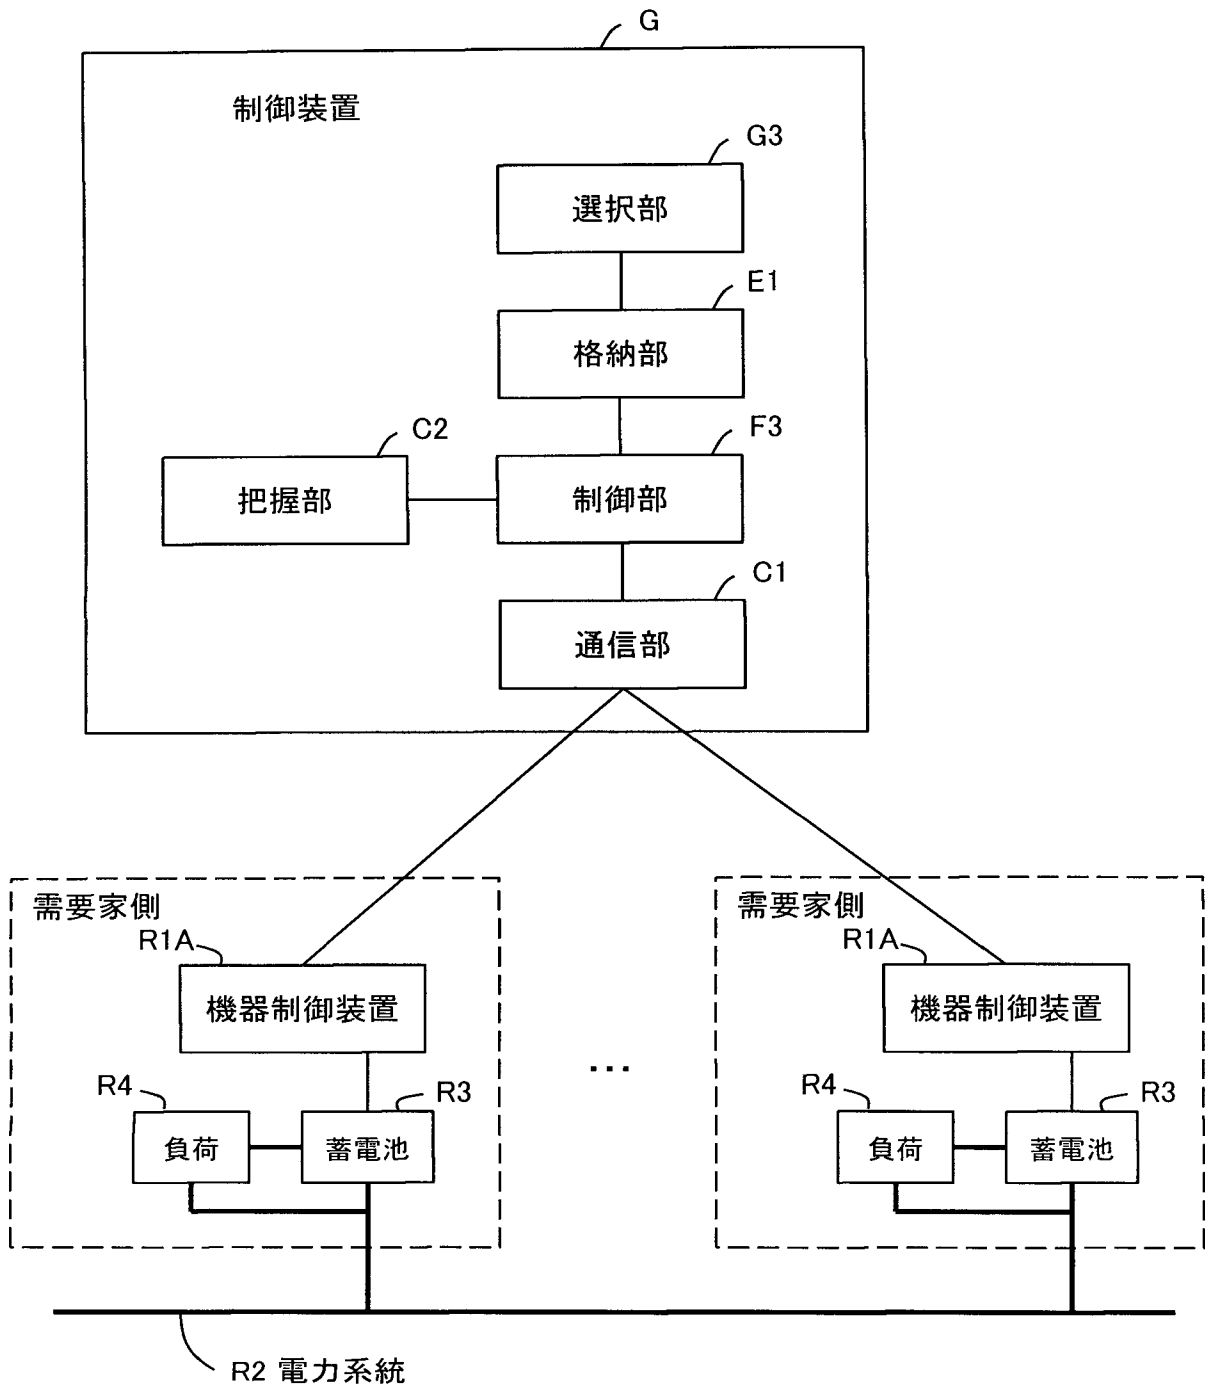 G
制御装置
G3
選択部
E1
格納部
C2
F3
把握部
制御部
C1
通信部
需要家側
R1A
機器制御装置
R4
R3
負荷
蓄電池
...
需要家側
R1A
機器制御装置
R4
R3
負荷
蓄電池
R2 電力系統